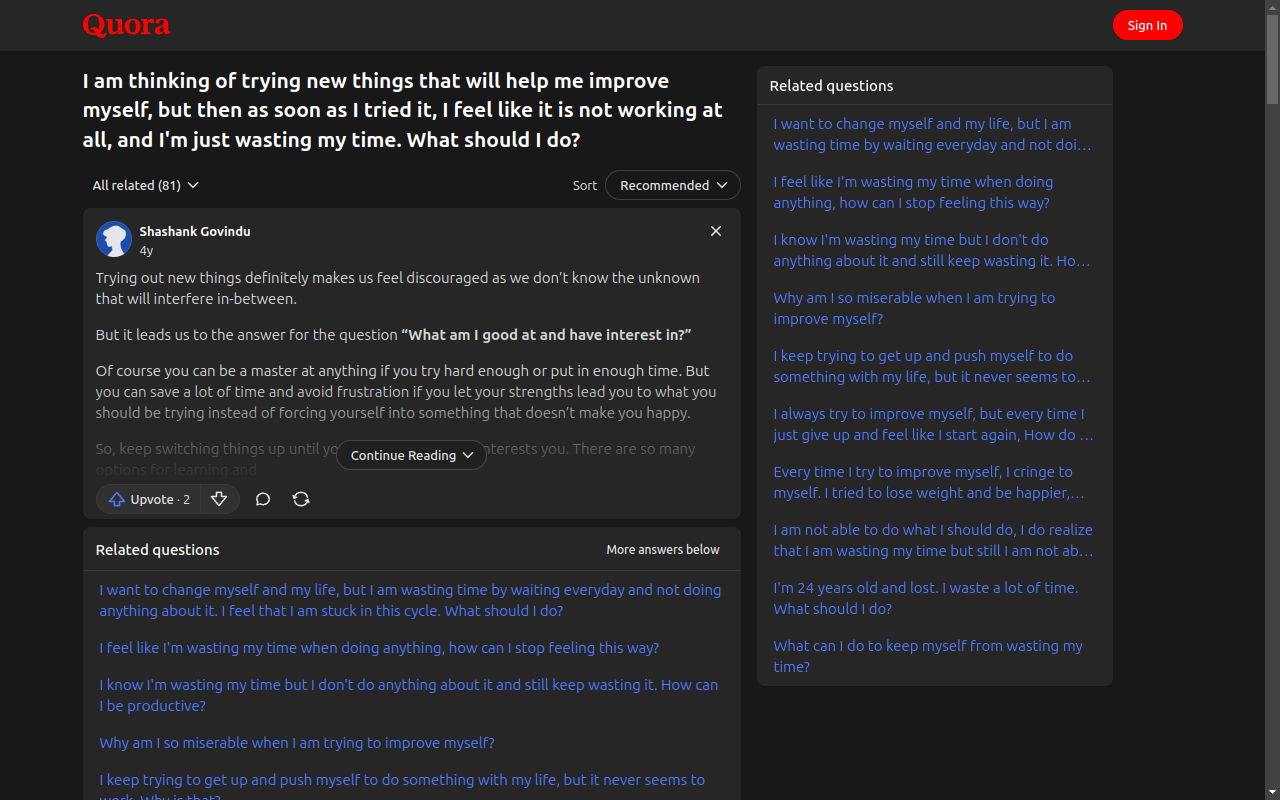 Quora
Sign In
I am thinking of trying new things that will help me improve
myself, but then as soon as I tried it, I feel like it is not working at
all, and I'm just wasting my time. What should I do?
All related (81)
Sort
Recommended
Shashank Govindu
4y
Trying out new things definitely makes us feel discouraged as we don’t know the unknown
that will interfere in-between.
But it leads us to the answer for the question “What am I good at and have interest in?”
Of course you can be a master at anything if you try hard enough or put in enough time. But
you can save a lot of time and avoid frustration if you let your strengths lead you to what you
should be trying instead of forcing yourself into something that doesn’t make you happy.
So, keep switching things up until
interests you. There are so many
options for learning and
Continue Reading
Upvote · 2
Related questions
More answers below
I want to change myself and my life, but I am wasting time by waiting everyday and not doing
anything about it. I feel that I am stuck in this cycle. What should I do?
I feel like I'm wasting my time when doing anything, how can I stop feeling this way?
I know I'm wasting my time but I don't do anything about it and still keep wasting it. How can
I be productive?
Why am I so miserable when I am trying to improve myself?
I keep trying to get up and push myself to do something with my life, but it never seems to
work. Why is that?
Related questions
I want to change myself and my life, but I am
wasting time by waiting everyday and not doi…
I feel like I'm wasting my time when doing
anything, how can I stop feeling this way?
I know I'm wasting my time but I don't do
anything about it and still keep wasting it. Ho…
Why am I so miserable when I am trying to
improve myself?
I keep trying to get up and push myself to do
something with my life, but it never seems to…
I always try to improve myself, but every time I
just give up and feel like I start again, How do …
Every time I try to improve myself, I cringe to
myself. I tried to lose weight and be happier,…
I am not able to do what I should do, I do realize
that I am wasting my time but still I am not ab…
I'm 24 years old and lost. I waste a lot of time.
What should I do?
What can I do to keep myself from wasting my
time?